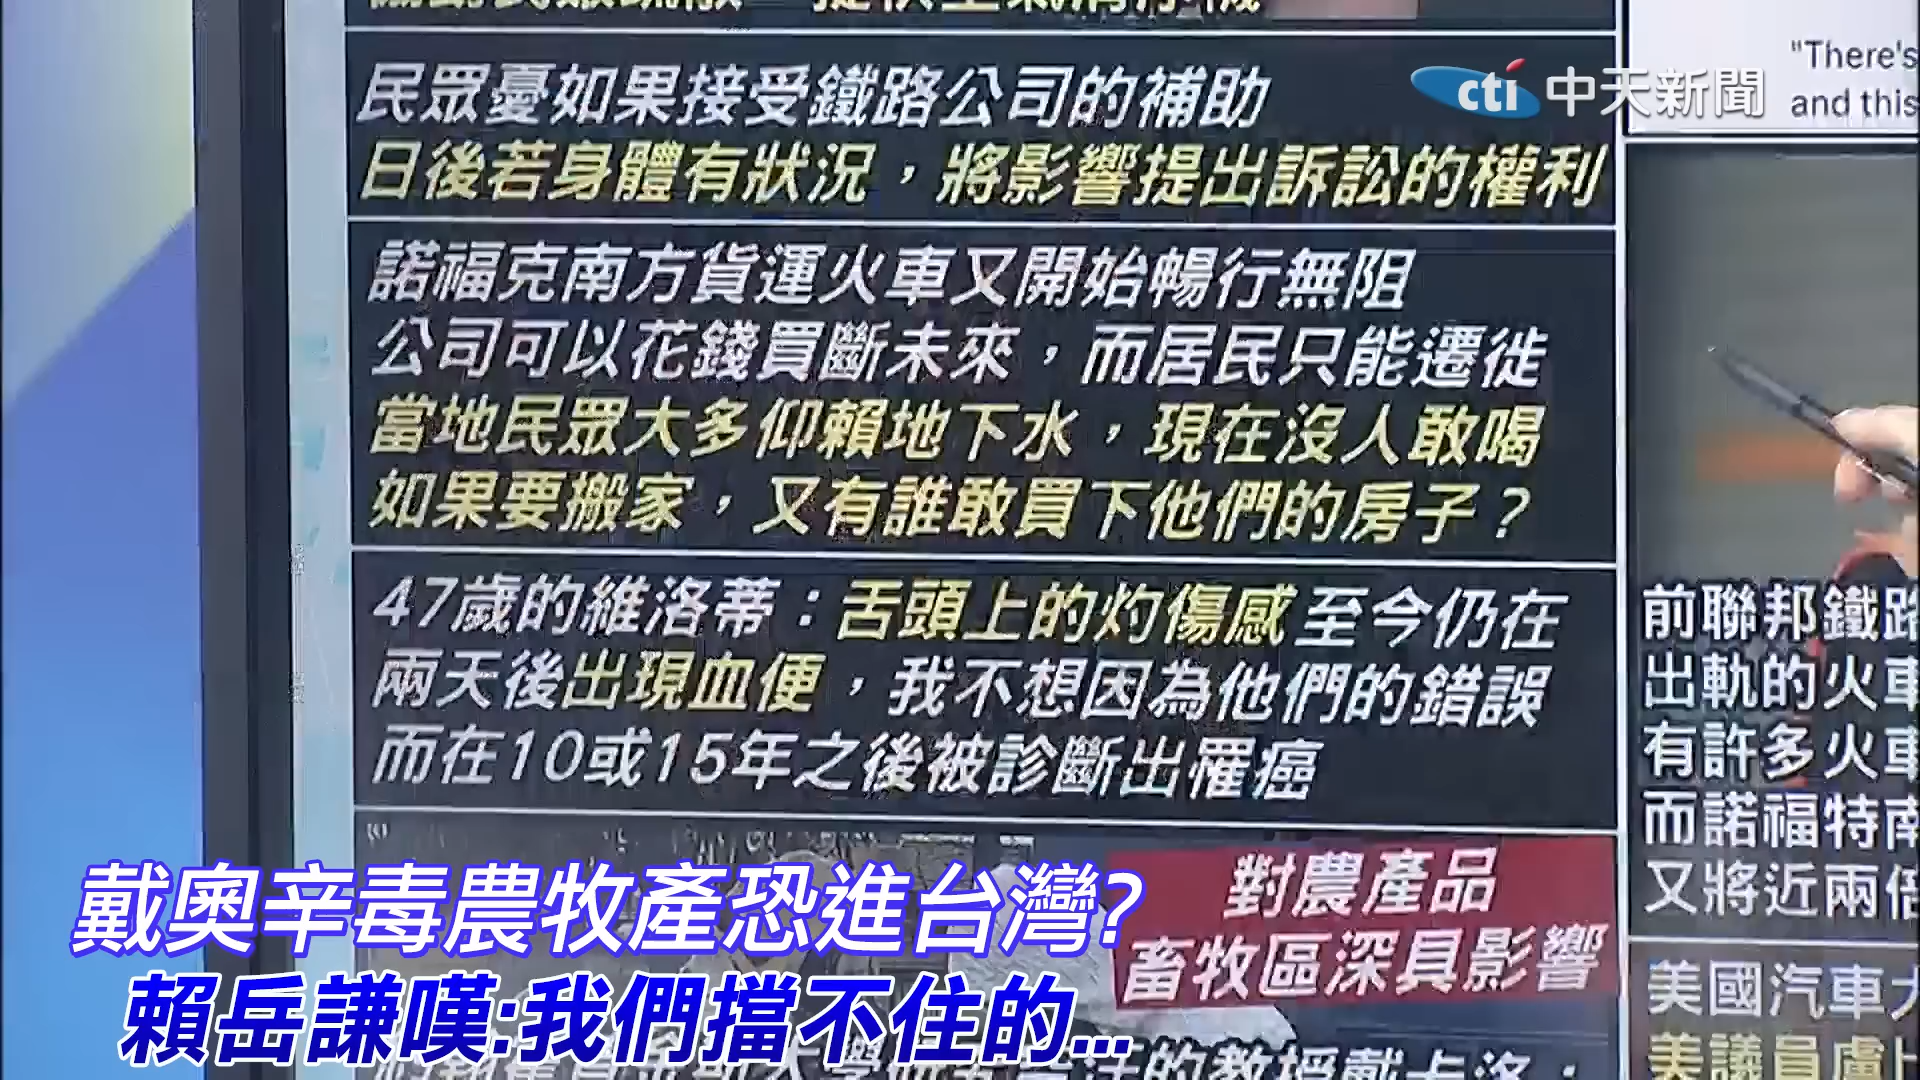 民眾憂如果接受鐵路公司的補助
日後若身體有狀況，將影響提出訴訟的權利
諾福克南方貨運火車又開始暢行無阻
公司可以花錢買斷未來，而居民只能遷徙
當地民眾大多仰賴地下水，現在沒人敢喝
如果要搬家，又有誰敢買下他們的房子？
47歲的維洛蒂：舌頭上的灼傷感至今仍在
兩天後出現血便，我不想因為他們的錯誤
而在10或15年之後被診斷出罹癌
對農產品
畜牧區深具影響
cti 中天新聞
"There's
and this
前聯邦鐵路
出軌的火車
有許多火車
而諾福特南
又將近兩倍
美國汽車大
美議員盧比
戴奧辛毒農牧產恐進台灣?
賴岳謙嘆:我們擋不住的...